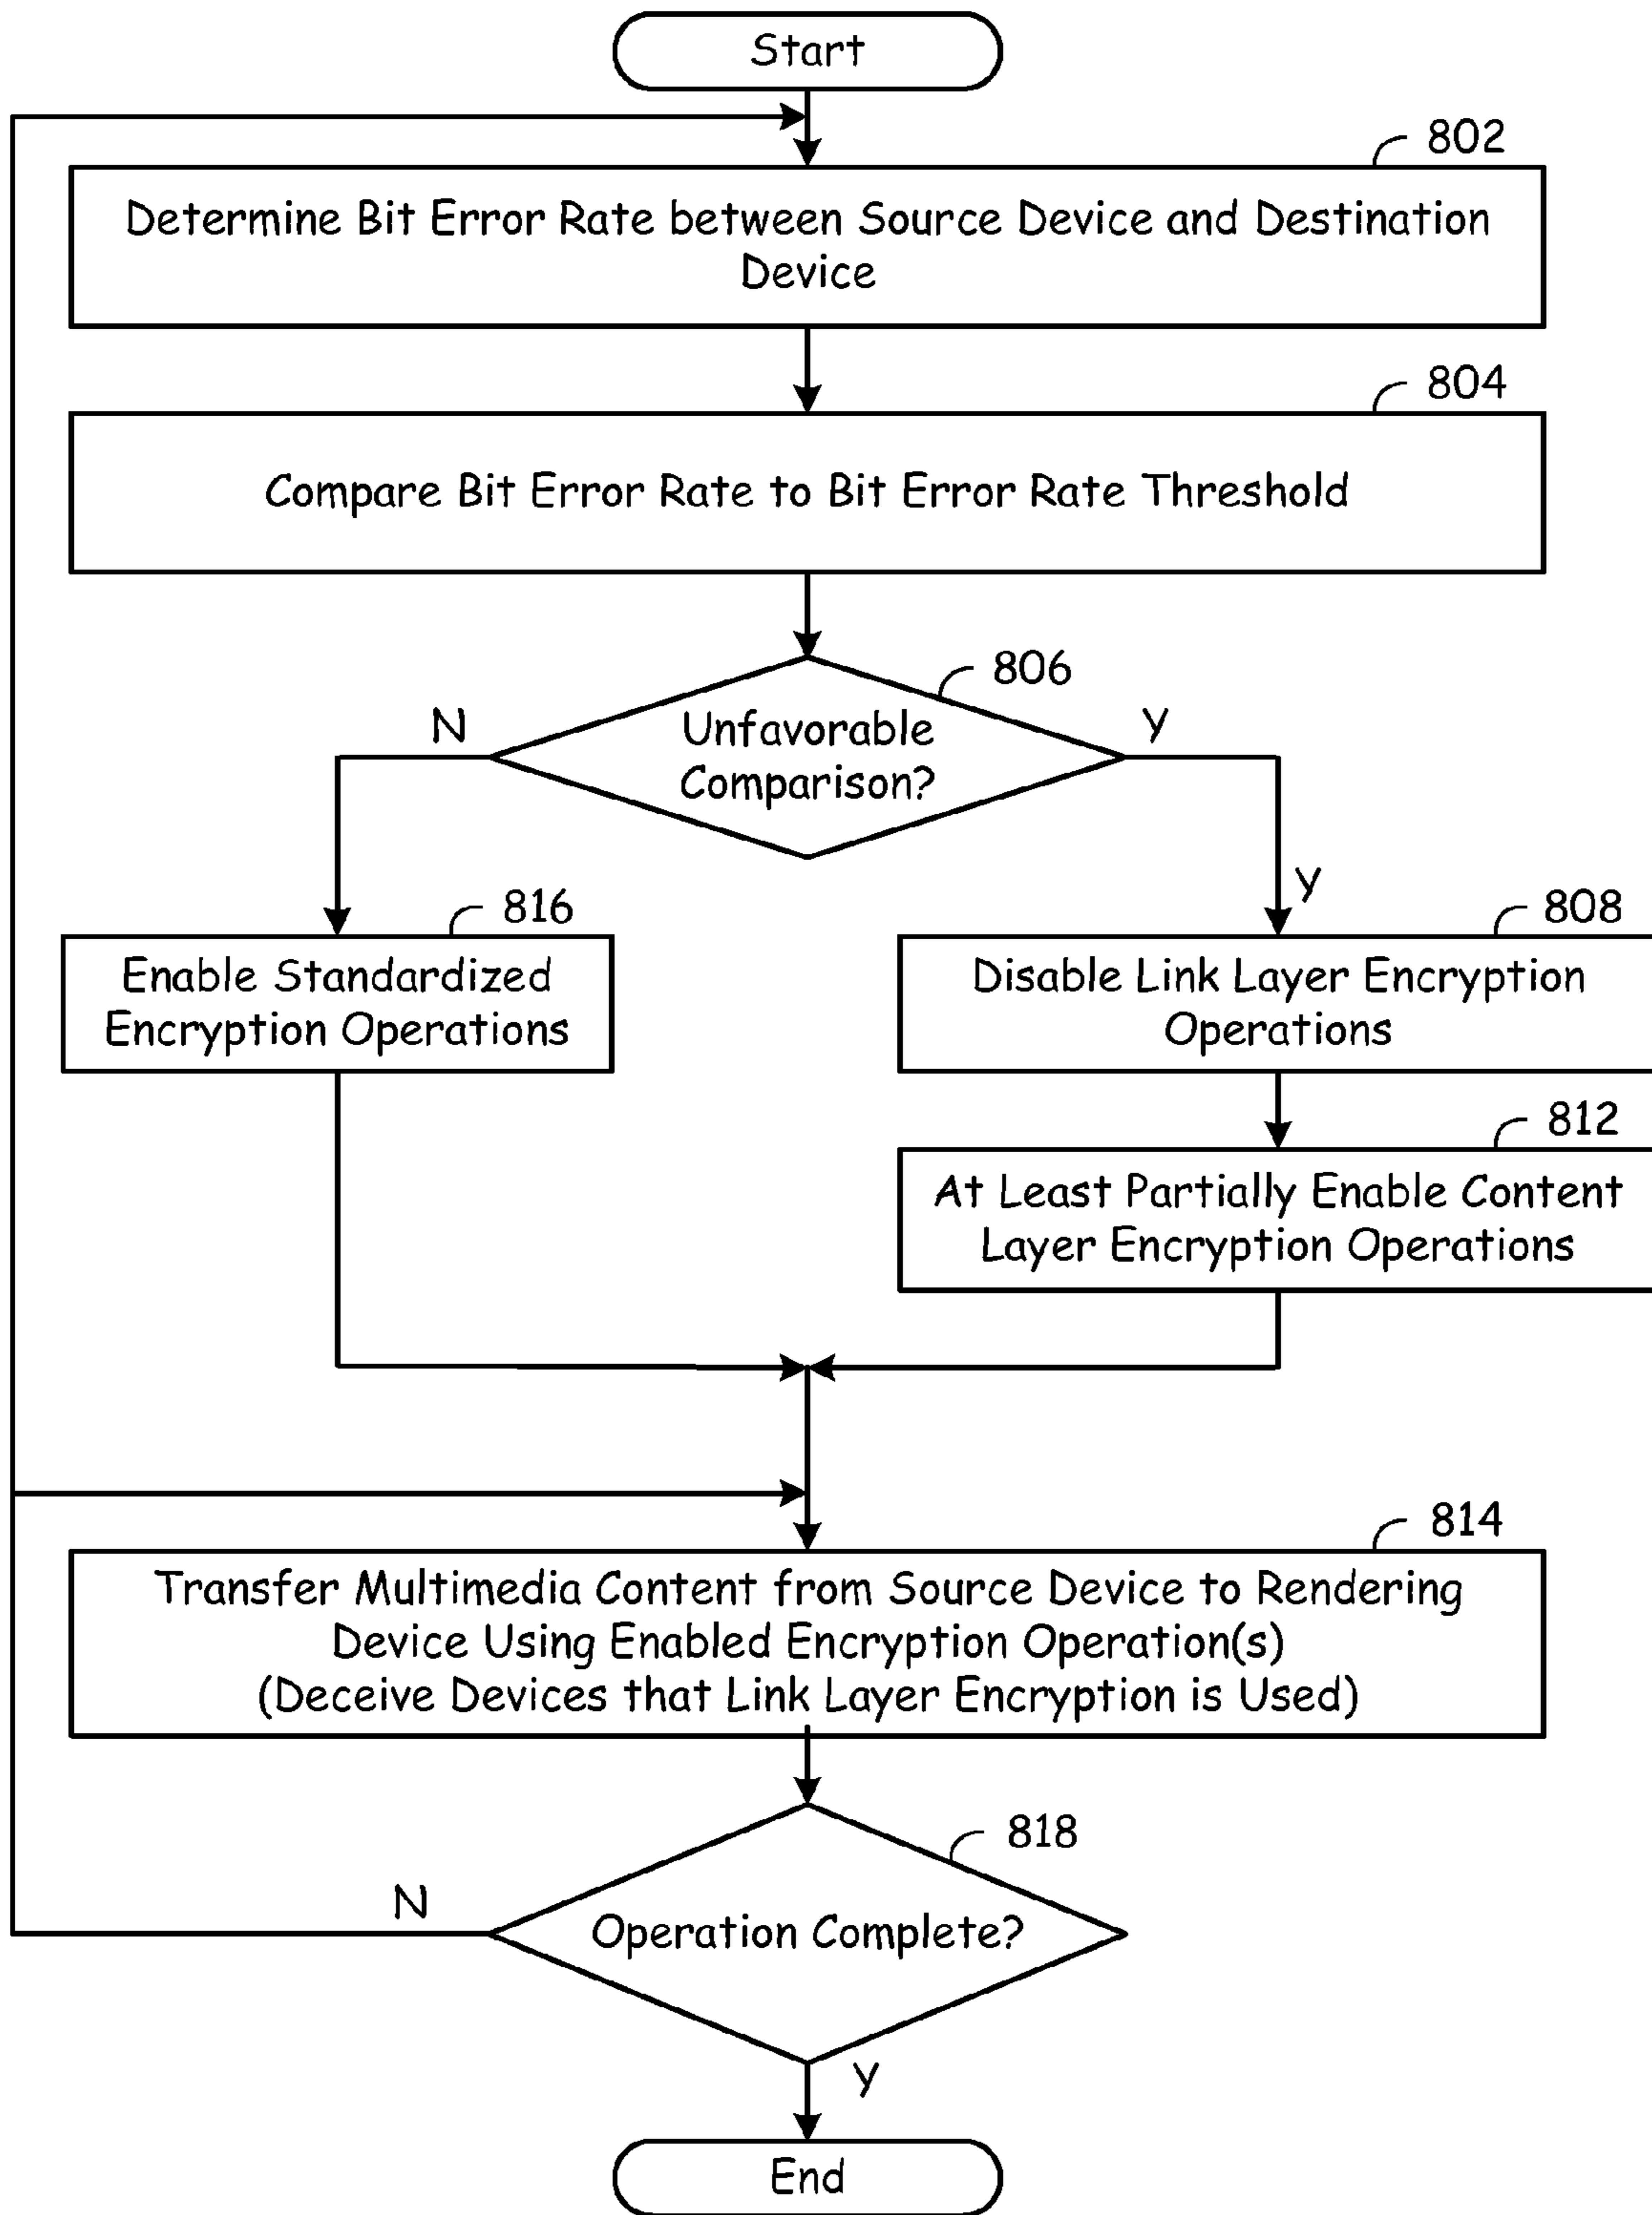 Start
802
Determine Bit Error Rate between Source Device and Destination
Device
804
Compare Bit Error Rate to Bit Error Rate Threshold
806
N
Unfavorable
Comparison?
Y
Y
816
Enable Standardized
Encryption Operations
808
Disable Link Layer Encryption
Operations
812
At Least Partially Enable Content
Layer Encryption Operations
814
Transfer Multimedia Content from Source Device to Rendering
Device Using Enabled Encryption Operation(s)
(Deceive Devices that Link Layer Encryption is Used)
818
N
Operation Complete?
Y
End